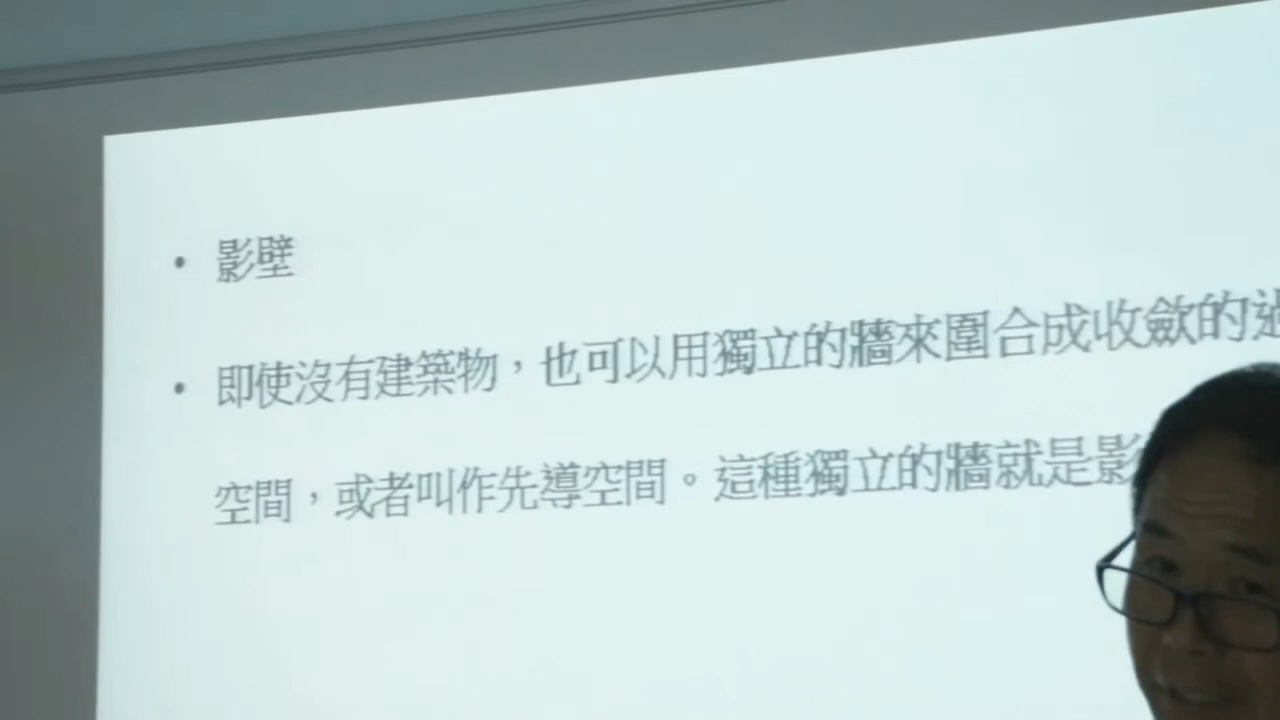 • 影壁
• 即使沒有建築物，也可以用獨立的牆來圍合成收斂的
空間，或者叫作先導空間。這種獨立的牆就是影